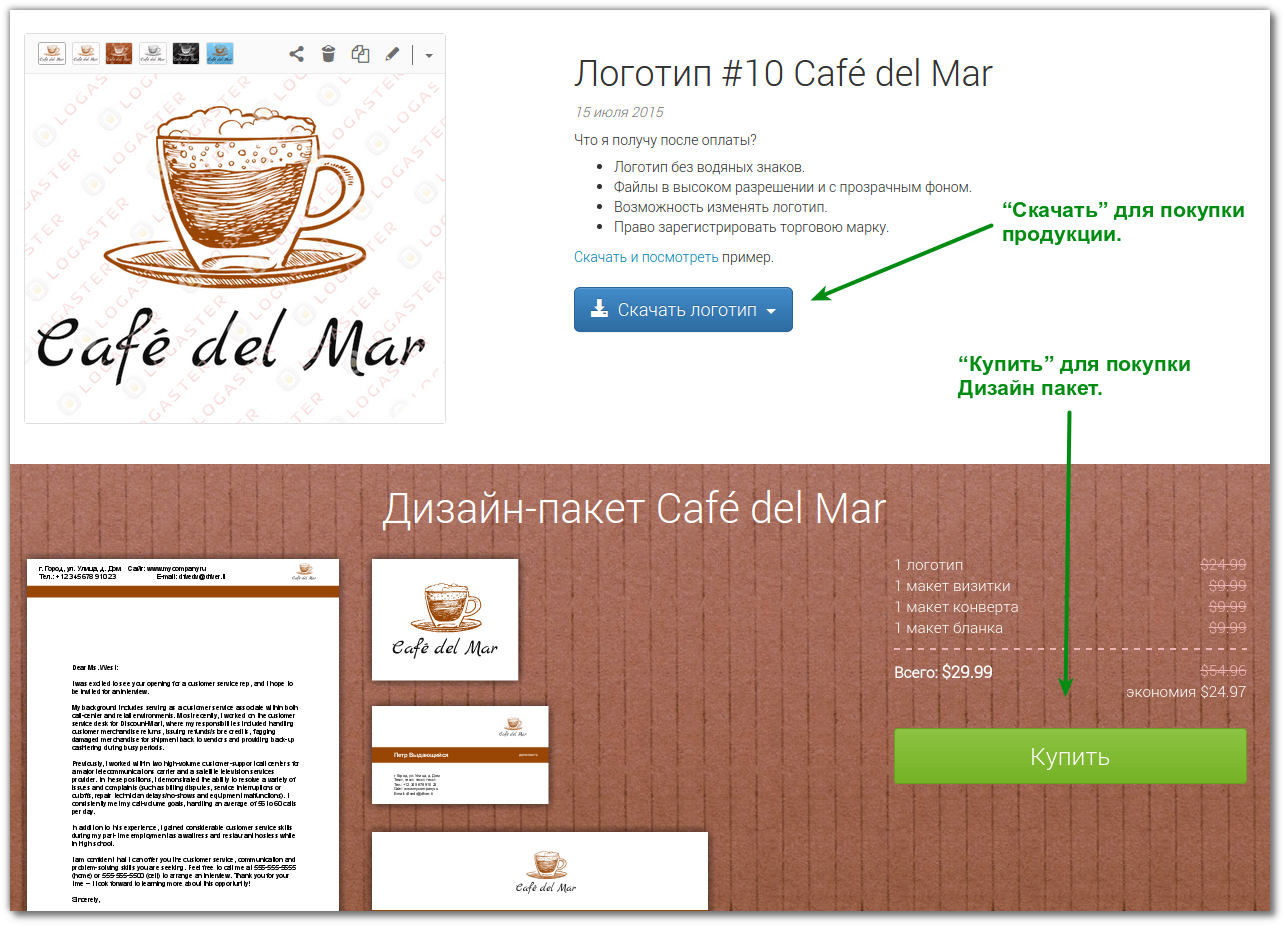 Café del Mar
LOGASTER
Логотип #10 Café del Mar
15 июля 2015
Что я получу после оплаты?
Логотип без водяных знаков.
Файлы в высоком разрешении и с прозрачным фоном.
Возможность изменять логотип.
Право зарегистрировать торговою марку.
Скачать и посмотреть пример.
Скачать логотип
“Скачать” для покупки
продукции.
“Купить” для покупки
Дизайн пакет.
Дизайн-пакет Café del Mar
г. Город, ул. Улица, д. Дом Сайт: www.mycompany.ru
Тел.: +12 345678 91023
Café del Mar
Dear Ms. West:
I was excited to see your opening for a customer service rep, and I hope to
be invited for an interview.
My background includes serving as a customer service associate within both
call-center and retail environments. Most recently, I worked on the customer
service desk for Discount-Mart, where my responsibilities included handling
customer merchandise returns, issuing refunds/store credits, tagging
damaged merchandise for shipment back to vendors and providing back-up
cashiering during busy periods.
Previously, I worked within two high-volume customer-support call centers for
a major telecommunications carrier and a satellite television services
provider. In these positions, I demonstrated the ability to resolve a variety of
issues and complaints (such as billing disputes, service interruptions or
cutoffs, repair technician delays/no-shows and equipment malfunctions). I
consistently met my call-volume goals, handling an average of 55 to 60 calls
per day.
In addition to this experience, I gained considerable customer service skills
during my part-time employment as a waitress and restaurant hostess while
in high school.
I am confident that I can offer you the customer service, communication and
problem-solving skills you are seeking. Feel free to call me at 555-555-5555
(home) or 555-555-5500 (cell) to arrange an interview. Thank you for your
time -- I look forward to learning more about this opportunity!
Sincerely,
Café del Mar
Café del Mar
Петр Выдающийся
г. Город, ул. Улица, д. Дом
Café del Mar
1 логотип $24.99
1 макет визитки $9.99
1 макет конверта $9.99
1 макет бланка $9.99
Всего: $29.99 $54.96
экономия $24.97
Купить